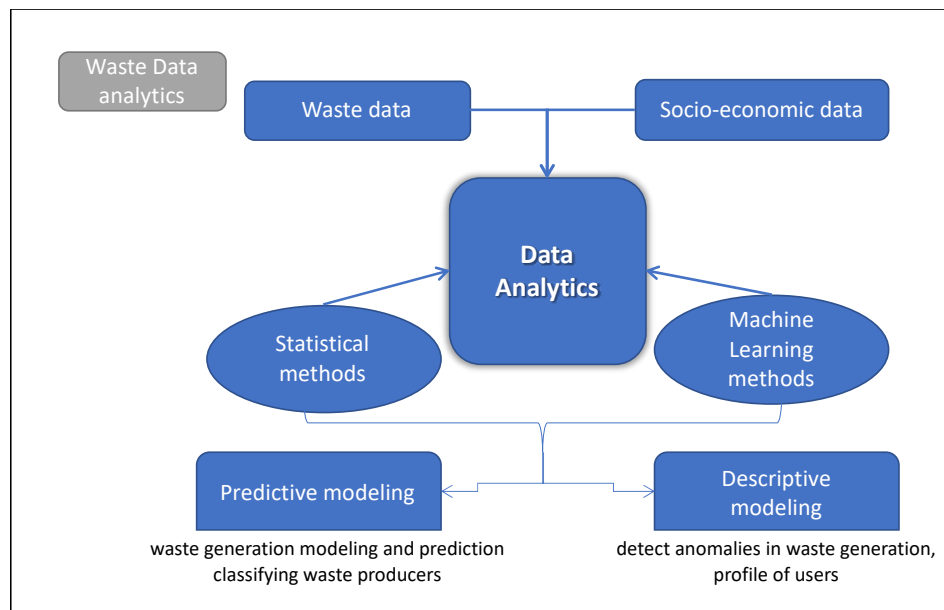 Waste Data
analytics
Waste data
Socio-economic data
Data
Analytics
Statistical
methods
Machine
Learning
methods
Predictive modeling
Descriptive
modeling
waste generation modeling and prediction
classifying waste producers
detect anomalies in waste generation,
profile of users